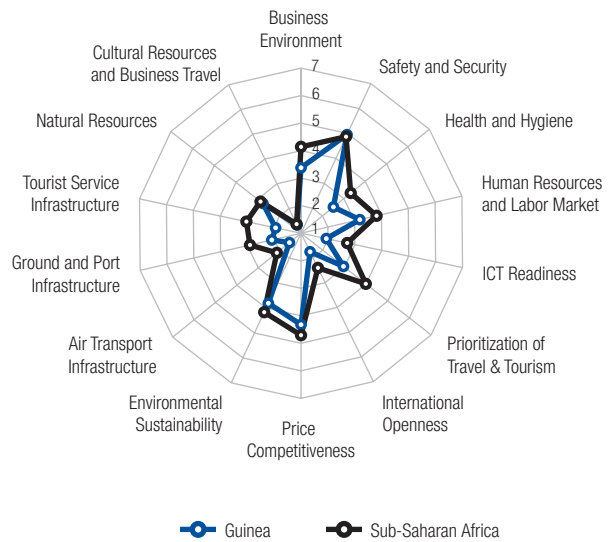 Business
Environment
Cultural Resources
and Business Travel
7
Safety and Security
6
Natural Resources
5
Health and Hygiene
4
3
Tourist Service
Infrastructure
Human Resources
and Labor Market
2
1
Ground and Port
Infrastructure
ICT Readiness
Air Transport
Infrastructure
Prioritization of
Travel & Tourism
Environmental
Sustainability
International
Openness
Price
Competitiveness
Guinea
Sub-Saharan Africa